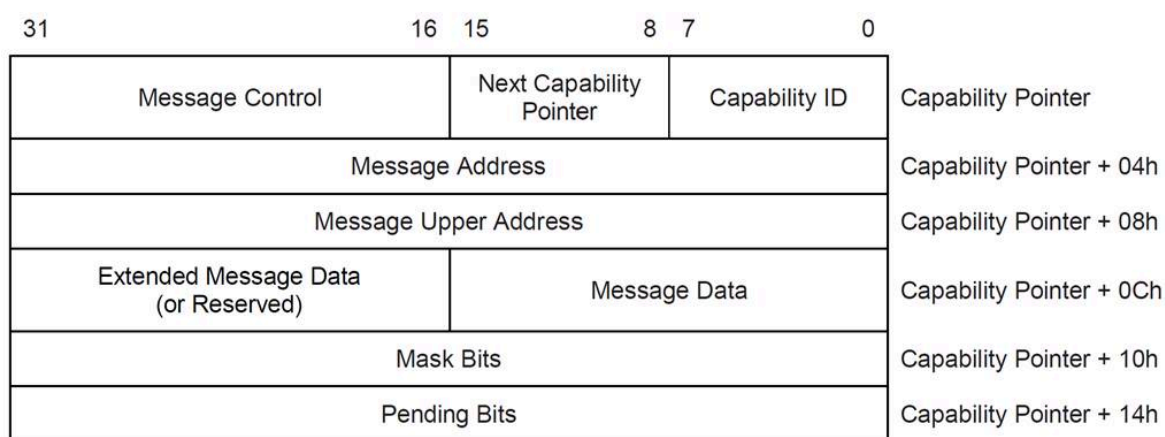 31 16 15 8 7 0
Message Control Next Capability Pointer Capability ID Capability Pointer
Message Address Capability Pointer + 04h
Message Upper Address Capability Pointer + 08h
Extended Message Data (or Reserved) Message Data Capability Pointer + 0Ch
Mask Bits Capability Pointer + 10h
Pending Bits Capability Pointer + 14h